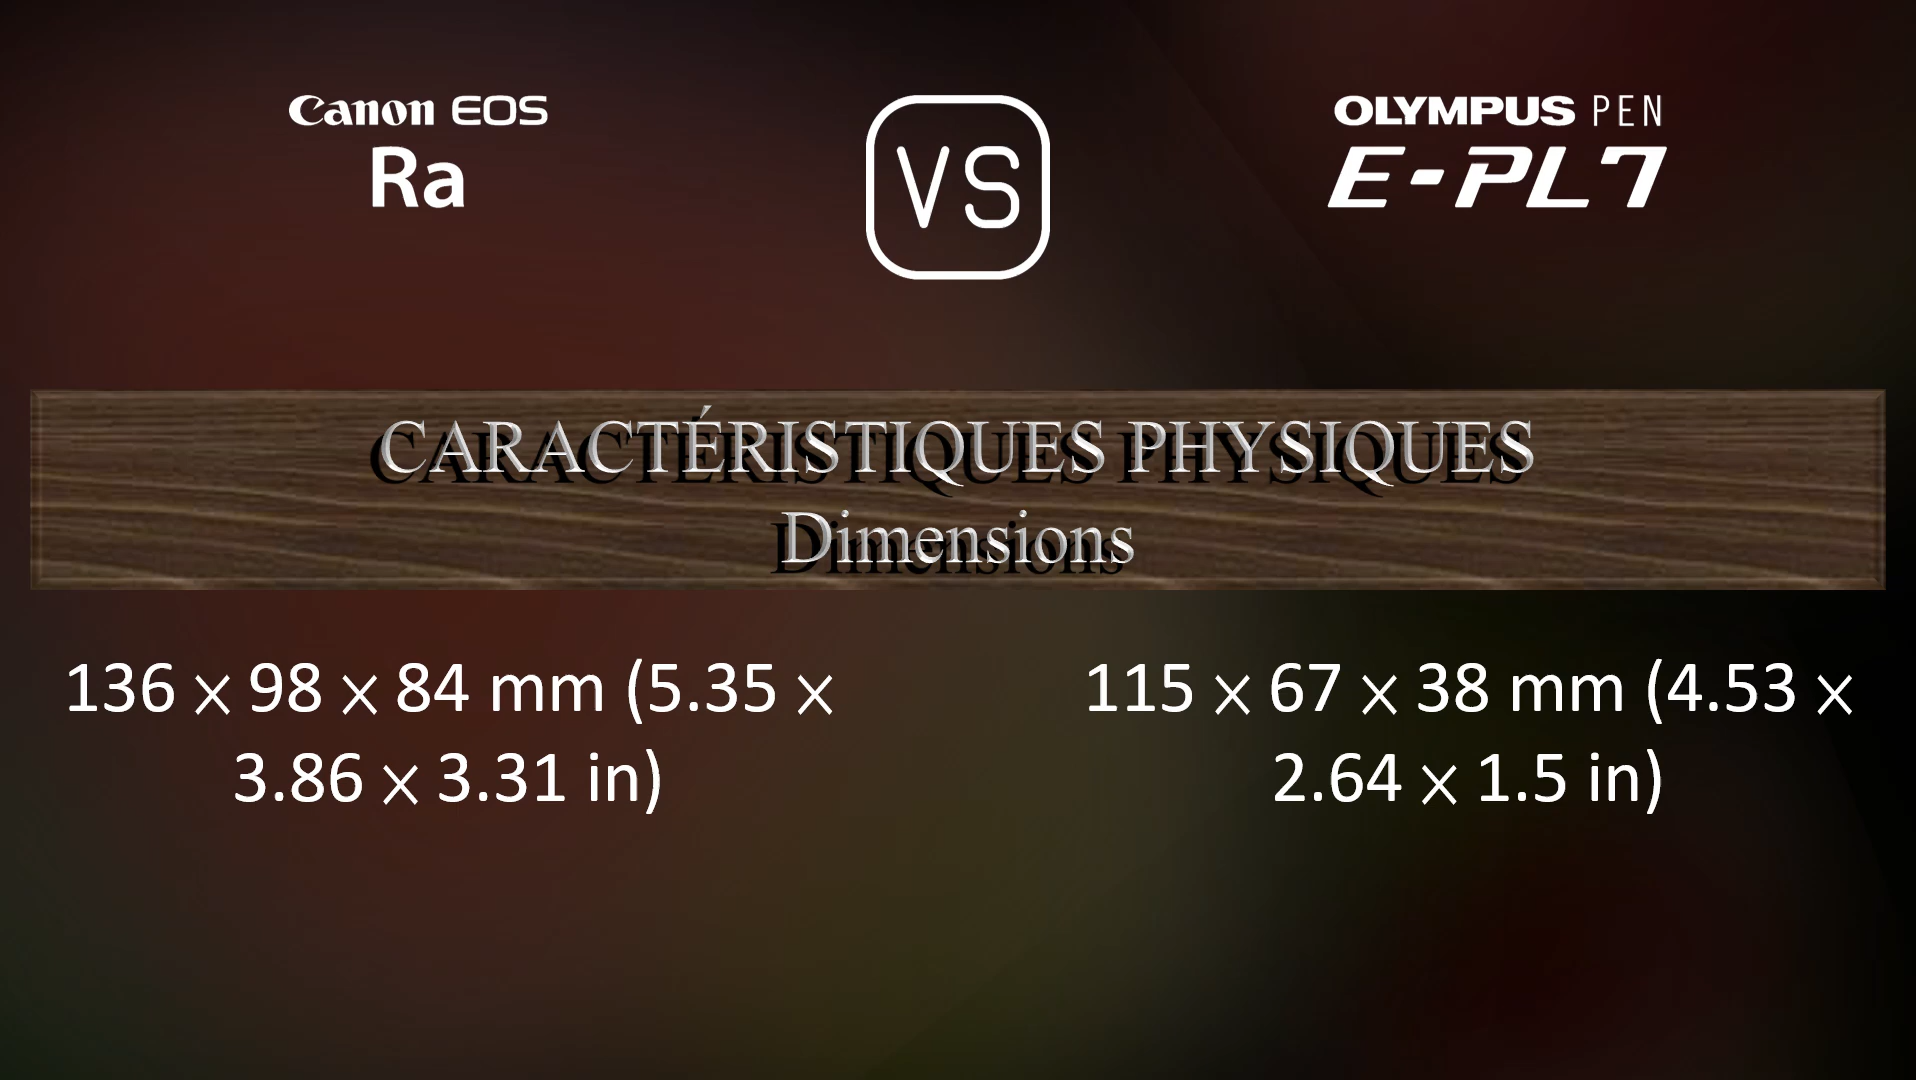 Canon EOS
Ra
VS
OLYMPUS PEN
E-PL7
CARACTÉRISTIQUES PHYSIQUES
Dimensions
136 x 98 x 84 mm (5.35 x
3.86 x 3.31 in)
115 x 67 x 38 mm (4.53 x
2.64 x 1.5 in)